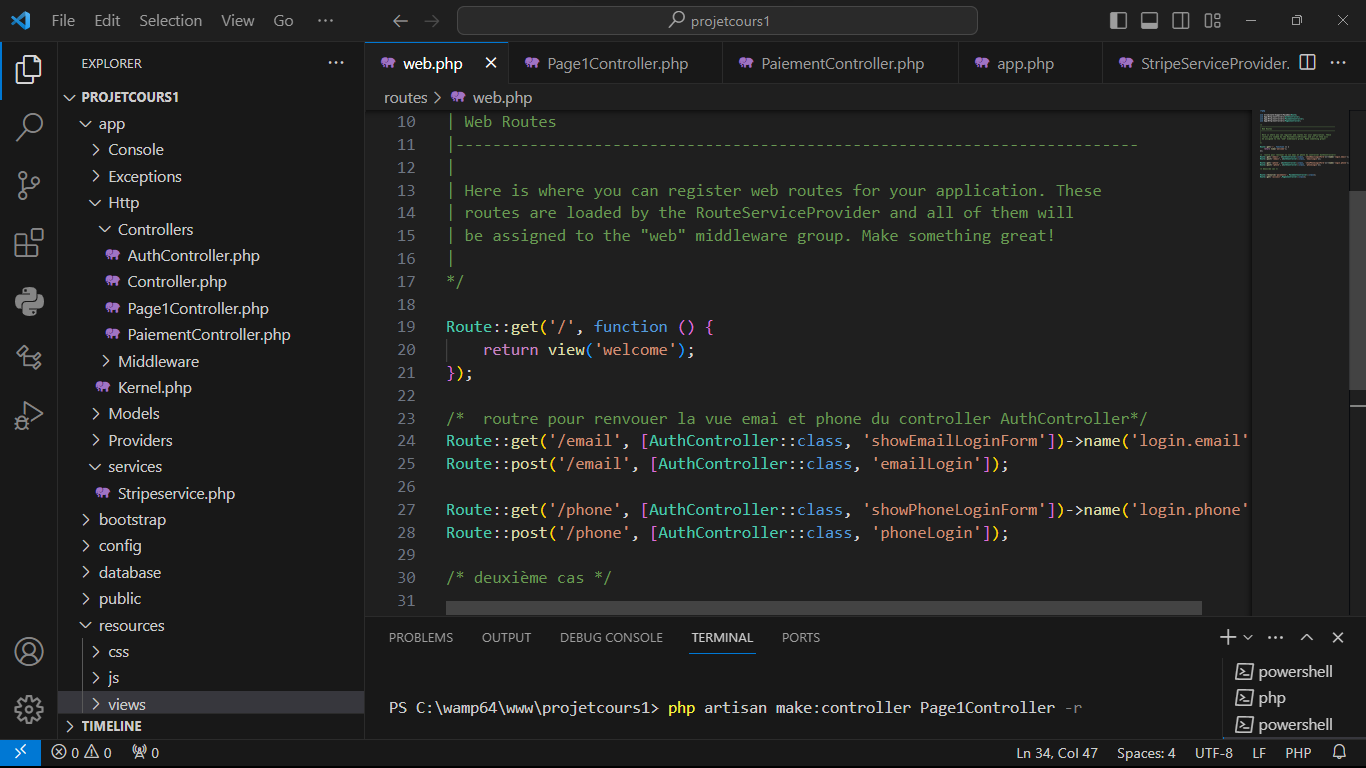 File Edit Selection View Go ··· projetcours1
EXPLORER ···
PROJETCOURS1
app
Console
Exceptions
Http
Controllers
AuthController.php
Controller.php
Page1Controller.php
PaiementController.php
Middleware
Kernel.php
Models
Providers
services
Stripeservice.php
bootstrap
config
database
public
resources
css
js
views
TIMELINE
web.php Page1Controller.php PaiementController.php app.php StripeServiceProvider.
routes > web.php
10 | Web Routes
11 |--------------------------------------------------------------------------
12 |
13 | Here is where you can register web routes for your application. These
14 | routes are loaded by the RouteServiceProvider and all of them will
15 | be assigned to the "web" middleware group. Make something great!
16 |
17 */
18
19 Route::get('/', function () {
20     return view('welcome');
21 });
22
23 /*  routre pour renvouer la vue emai et phone du controller AuthController*/
24 Route::get('/email', [AuthController::class, 'showEmailLoginForm'])->name('login.email'
25 Route::post('/email', [AuthController::class, 'emailLogin']);
26
27 Route::get('/phone', [AuthController::class, 'showPhoneLoginForm'])->name('login.phone'
28 Route::post('/phone', [AuthController::class, 'phoneLogin']);
29
30 /* deuxième cas */
31
PROBLEMS OUTPUT DEBUG CONSOLE TERMINAL PORTS
PS C:\wamp64\www\projetcours1> php artisan make:controller Page1Controller -r
powershell
php
powershell
0 0 0 Ln 34, Col 47 Spaces: 4 UTF-8 LF PHP